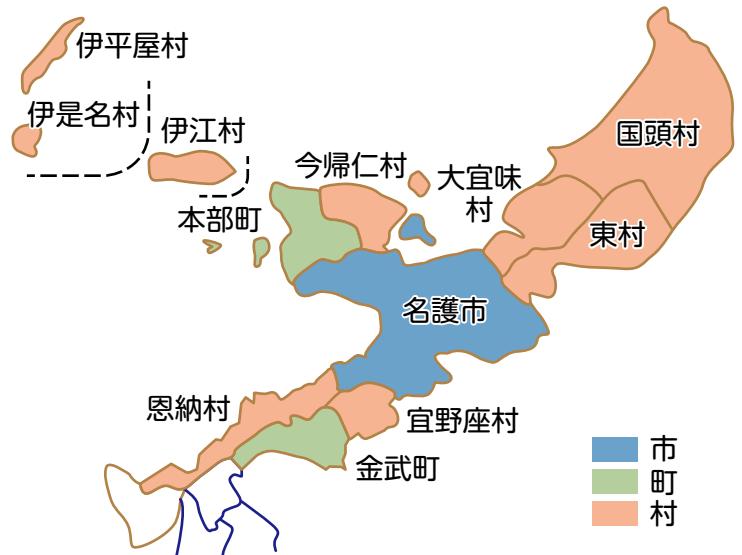 伊平屋村
伊是名村
伊江村
今帰仁村
大宜味
村
国頭村
本部町
東村
名護市
恩納村
宜野座村
金武町
市
町
村